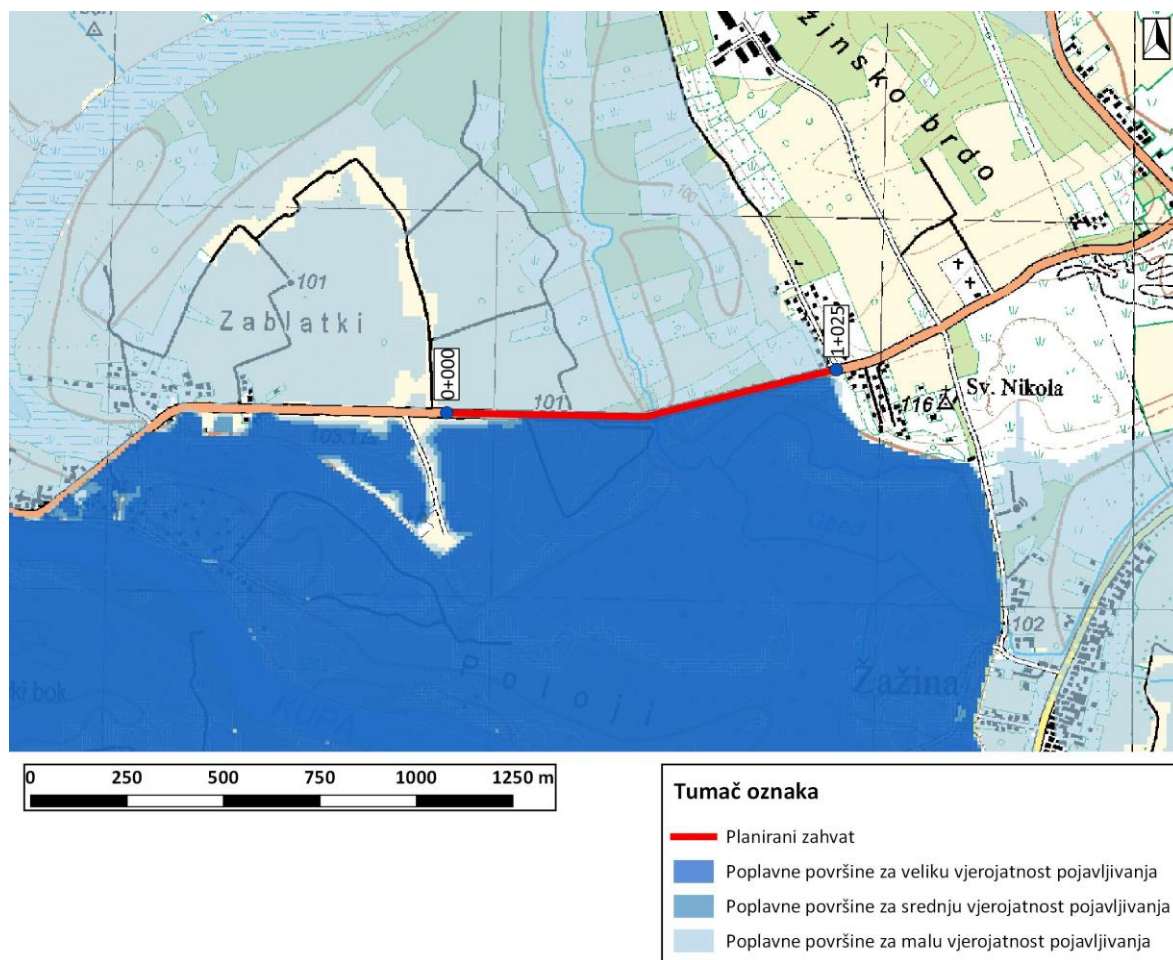 žinsko brdo
101
Zablatki
100
0+000
101
1+025
116
Sv. Nikola
103.1
102
Poloji
Žažina
ki bok
KUPA
0 250 500 750 1000 1250 m
Tumač oznaka
Planirani zahvat
Poplavne površine za veliku vjerojatnost pojavljivanja
Poplavne površine za srednju vjerojatnost pojavljivanja
Poplavne površine za malu vjerojatnost pojavljivanja